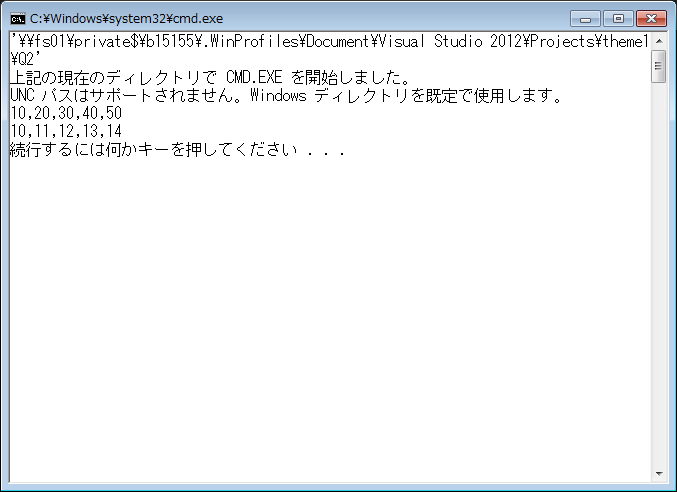 C:¥Windows¥system32¥cmd.exe
'¥¥fs01¥private$¥b15155¥.WinProfiles¥Document¥Visual Studio 2012¥Projects¥theme1
¥Q2'
上記の現在のディレクトリで CMD.EXE を開始しました。
UNC パスはサポートされません。Windows ディレクトリを既定で使用します。
10,20,30,40,50
10,11,12,13,14
続行するには何かキーを押してください . . .